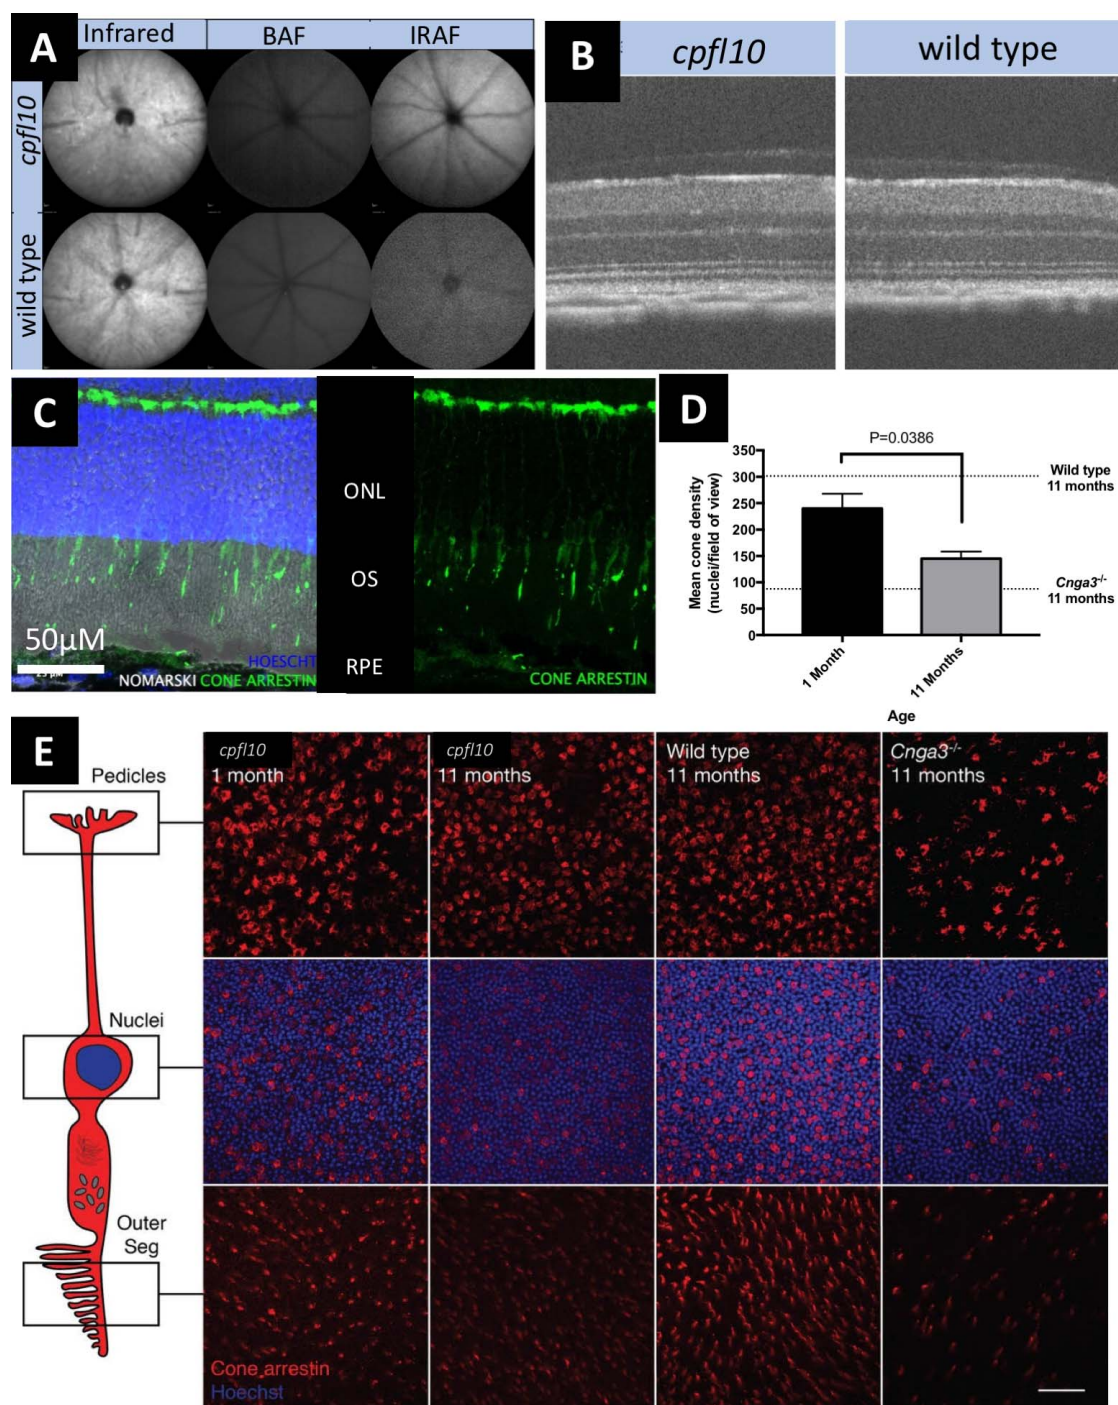 A
Infrared
BAF
IRAF
cpfl10
wild type
B
cpfl10
wild type
C
ONL
OS
RPE
50µM
25 µM
HOESCHT
NOMARSKI CONE ARRESTIN
CONE ARRESTIN
D
P=0.0386
Mean cone density
(nuclei/field of view)
350
300
250
200
150
100
50
0
Wild type
11 months
Cnga3-/-
11 months
1 Month
11 Months
Age
E
Pedicles
Nuclei
Outer
Seg
cpfl10
1 month
cpfl10
11 months
Wild type
11 months
Cnga3-/-
11 months
Cone arrestin
Hoechst